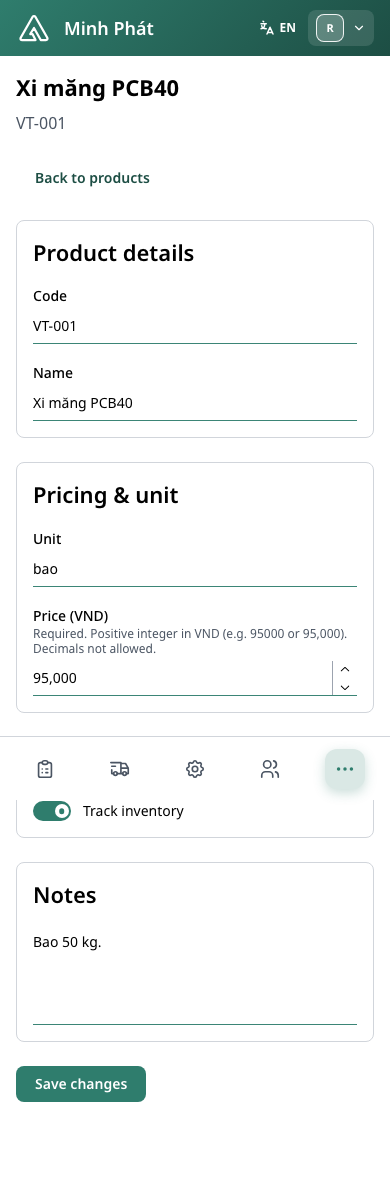 Minh Phát
EN
R
Xi măng PCB40
VT-001
Back to products
Product details
Code
VT-001
Name
Xi măng PCB40
Pricing & unit
Unit
bao
Price (VND)
Required. Positive integer in VND (e.g. 95000 or 95,000).
Decimals not allowed.
95,000
Track inventory
Notes
Bao 50 kg.
Save changes